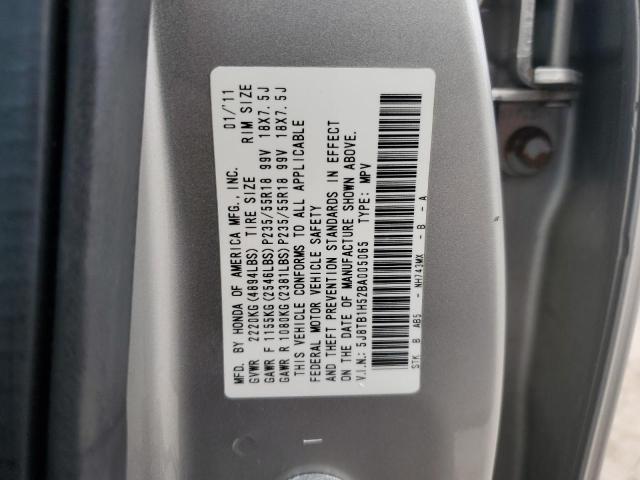 MFD. BY HONDA OF AMERICA MFG., INC. 01/'11
GVWR 2220KG(4894LBS) TIRE SIZE RIM SIZE
GAWR F 1155KG(2546LBS)P235/55R18 99V 18X7.5J
GAWR R 1080KG(2381LBS)P235/55R18 99V 18X7.5J
THIS VEHICLE CONFORMS TO ALL APPLICABLE
FEDERAL MOTOR VEHICLE SAFETY
AND THEFT PREVENTION STANDARDS IN EFFECT
ON THE DATE OF MANUFACTURE SHOWN ABOVE.
V.I.N.: 5J8TB1H52BA005065 TYPE: MPV
STK B AB5 - NH743MX - B - A